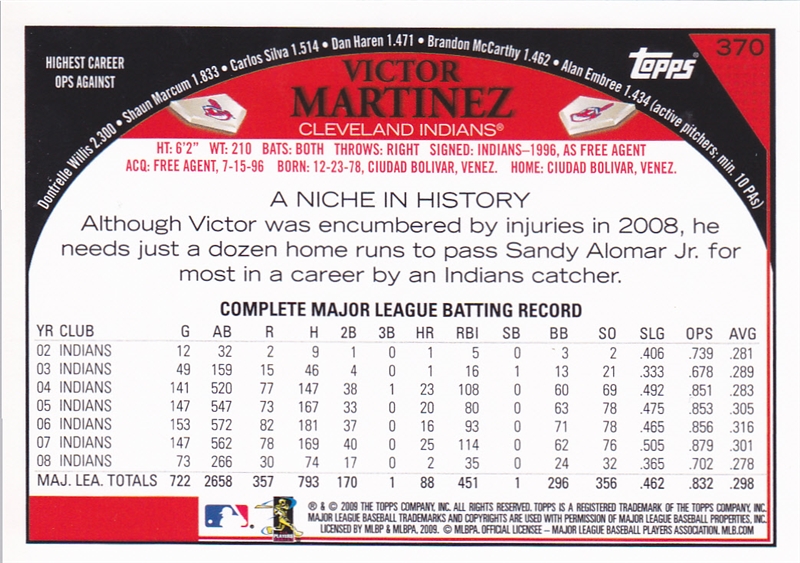 370
Topps®
HIGHEST CAREER
OPS AGAINST
Dontrelle Willis 2.300 • Shaun Marcum 1.833 • Carlos Silva 1.514 • Dan Haren 1.471 • Brandon McCarthy 1.462 • Alan Embree 1.434 (active pitchers; min. 10 PAs)
VICTOR
MARTINEZ
CLEVELAND INDIANS®
HT: 6'2" WT: 210 BATS: BOTH THROWS: RIGHT SIGNED: INDIANS–1996, AS FREE AGENT
ACQ: FREE AGENT, 7-15-96 BORN: 12-23-78, CIUDAD BOLIVAR, VENEZ. HOME: CIUDAD BOLIVAR, VENEZ.
A NICHE IN HISTORY
Although Victor was encumbered by injuries in 2008, he
needs just a dozen home runs to pass Sandy Alomar Jr. for
most in a career by an Indians catcher.
COMPLETE MAJOR LEAGUE BATTING RECORD
YR CLUB G AB R H 2B 3B HR RBI SB BB SO SLG OPS AVG
02 INDIANS 12 32 2 9 1 0 1 5 0 3 2 .406 .739 .281
03 INDIANS 49 159 15 46 4 0 1 16 1 13 21 .333 .678 .289
04 INDIANS 141 520 77 147 38 1 23 108 0 60 69 .492 .851 .283
05 INDIANS 147 547 73 167 33 0 20 80 0 63 78 .475 .853 .305
06 INDIANS 153 572 82 181 37 0 16 93 0 71 78 .465 .856 .316
07 INDIANS 147 562 78 169 40 0 25 114 0 62 76 .505 .879 .301
08 INDIANS 73 266 30 74 17 0 2 35 0 24 32 .365 .702 .278
MAJ. LEA. TOTALS 722 2658 357 793 170 1 88 451 1 296 356 .462 .832 .298
® & © 2009 THE TOPPS COMPANY, INC. ALL RIGHTS RESERVED. TOPPS IS A REGISTERED TRADEMARK OF THE TOPPS COMPANY, INC.
MAJOR LEAGUE BASEBALL TRADEMARKS AND COPYRIGHTS ARE USED WITH PERMISSION OF MAJOR LEAGUE BASEBALL PROPERTIES, INC.
LICENSED BY MLBP & MLBPA, 2009. © MLBPA. OFFICIAL LICENSEE – MAJOR LEAGUE BASEBALL PLAYERS ASSOCIATION. MLB.COM